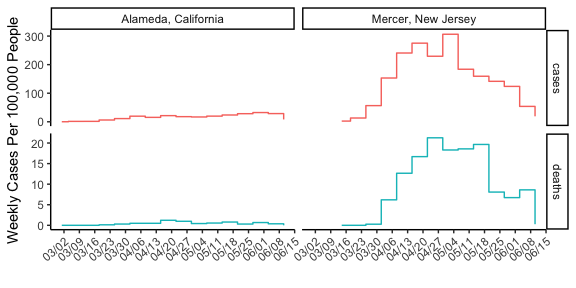 Alameda, California
Mercer, New Jersey
Weekly Cases Per 100,000 People
300
200
100
0
cases
20
15
10
5
0
deaths
03/02 03/09 03/16 03/23 03/30 04/06 04/13 04/20 04/27 05/04 05/11 05/18 05/25 06/01 06/08 06/15
03/02 03/09 03/16 03/23 03/30 04/06 04/13 04/20 04/27 05/04 05/11 05/18 05/25 06/01 06/08 06/15